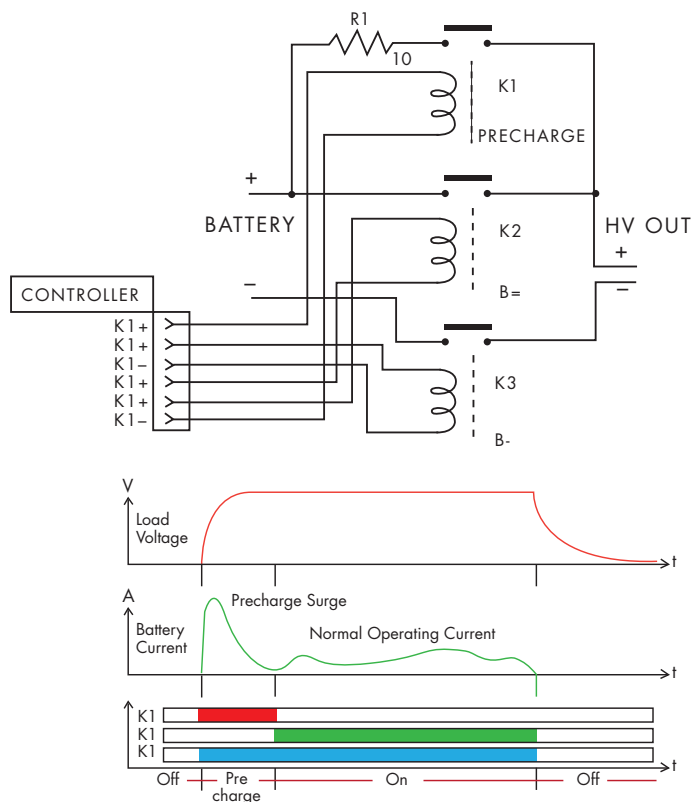 R1
10
K1
PRECHARGE
+
BATTERY
K2
HV OUT
+
–
B=
–
CONTROLLER
K1+
K1+
K1–
K1+
K1+
K1–
K3
B-
V
Load
Voltage
t
A
Precharge Surge
Battery
Current
Normal Operating Current
t
K1
K1
K1
t
Off
Pre
charge
On
Off